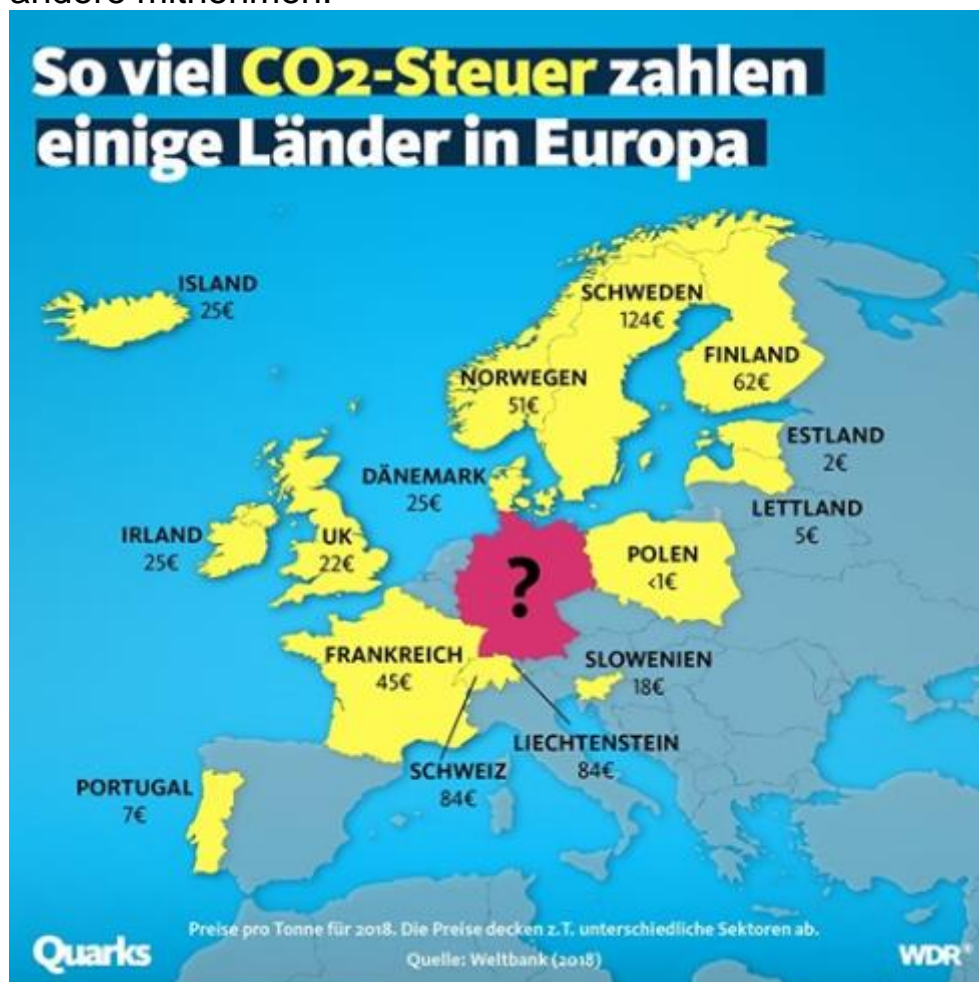 andere mitnehmen.
So viel CO2-Steuer zahlen
einige Länder in Europa
ISLAND
25€
SCHWEDEN
124€
FINLAND
62€
NORWEGEN
51€
ESTLAND
2€
DÄNEMARK
25€
LETTLAND
5€
IRLAND
25€
UK
22€
POLEN
<1€
?
FRANKREICH
45€
SLOWENIEN
18€
LIECHTENSTEIN
84€
SCHWEIZ
84€
PORTUGAL
7€
Preise pro Tonne für 2018. Die Preise decken z.T. unterschiedliche Sektoren ab.
Quarks
Quelle: Weltbank (2018)
WDR®